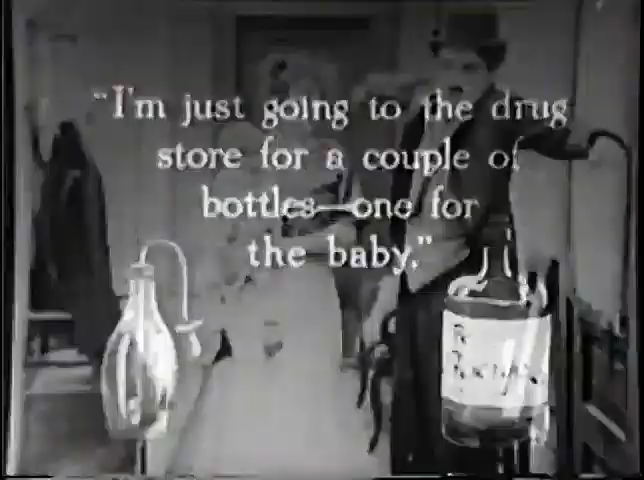 "I'm just going to the drug
store for a couple of
bottles—one for
the baby."